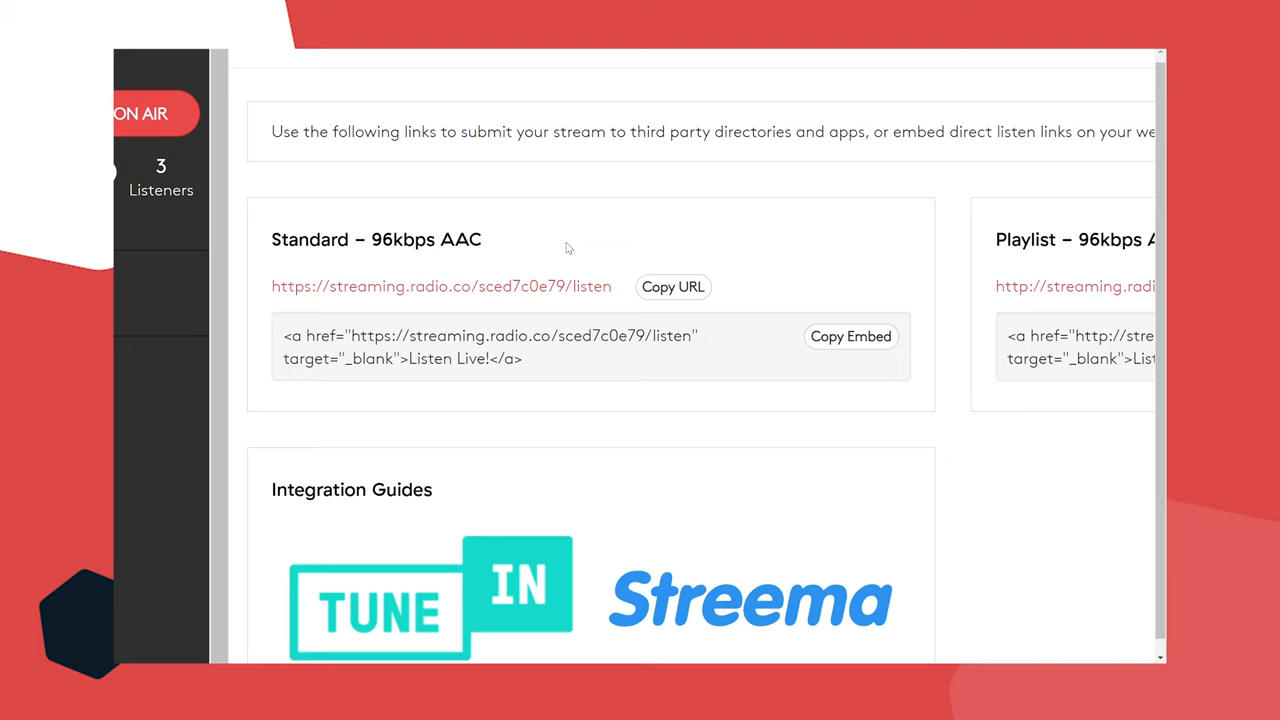 ON AIR
3
Listeners
Use the following links to submit your stream to third party directories and apps, or embed direct listen links on your we
Standard – 96kbps AAC
https://streaming.radio.co/sced7c0e79/listen
Copy URL
<a href="https://streaming.radio.co/sced7c0e79/listen"
target="_blank">Listen Live!</a>
Copy Embed
Playlist – 96kbps A
http://streaming.radi
<a href="http://stre
target="_blank">List
Integration Guides
TUNE IN
Streema